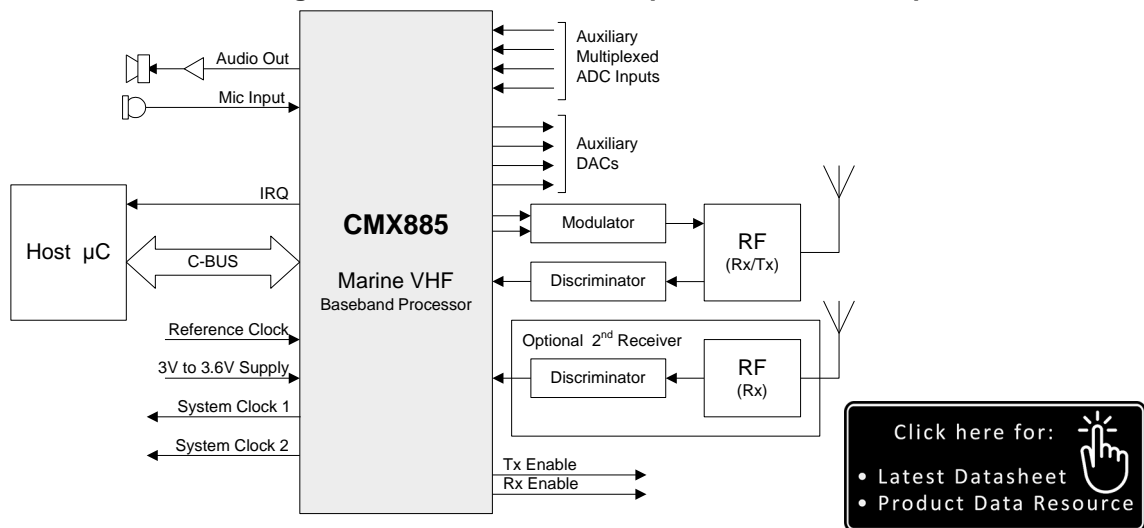 Audio Out
Mic Input
IRQ
Host µC
C-BUS
Reference Clock
3V to 3.6V Supply
System Clock 1
System Clock 2
CMX885
Marine VHF
Baseband Processor
Auxiliary
Multiplexed
ADC Inputs
Auxiliary
DACs
Modulator
Discriminator
RF
(Rx/Tx)
Optional 2nd Receiver
Discriminator
RF
(Rx)
Tx Enable
Rx Enable
Click here for:
• Latest Datasheet
• Product Data Resource